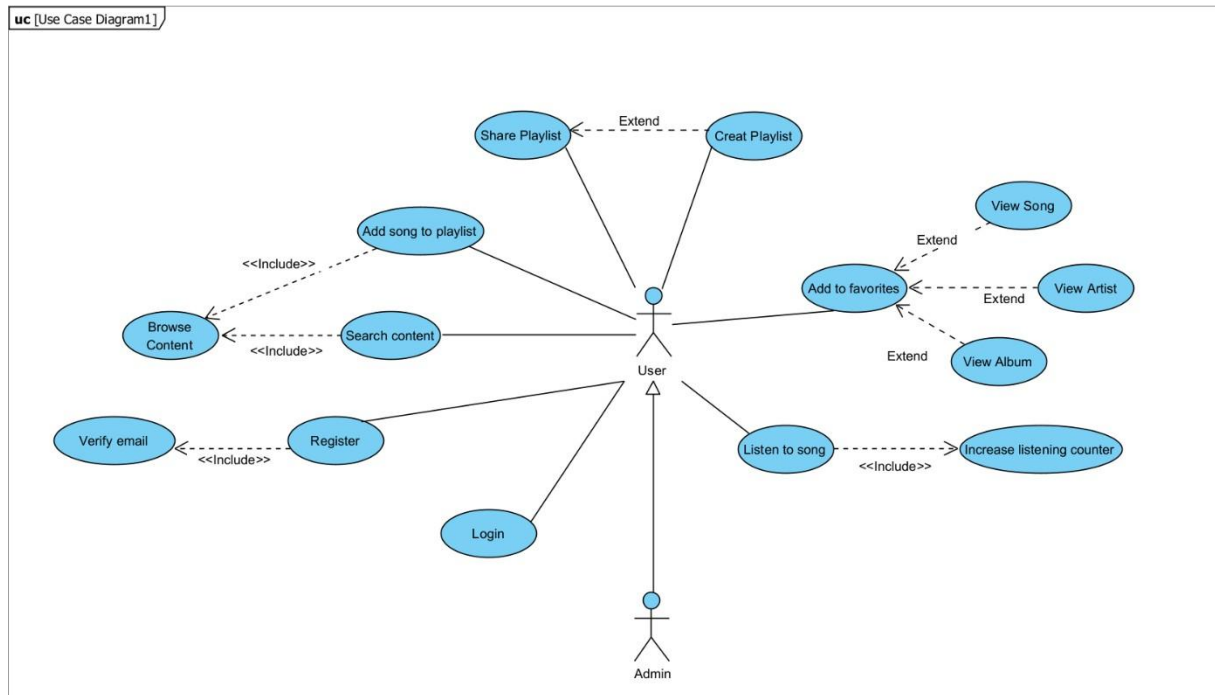 uc [Use Case Diagram1]
Share Playlist
Extend
Creat Playlist
View Song
Add song to playlist
Extend
<<Include>>
Add to favorites
View Artist
Extend
Browse
Content
<<Include>>
Search content
Extend
View Album
User
Verify email
<<Include>>
Register
Listen to song
<<Include>>
Increase listening counter
Login
Admin